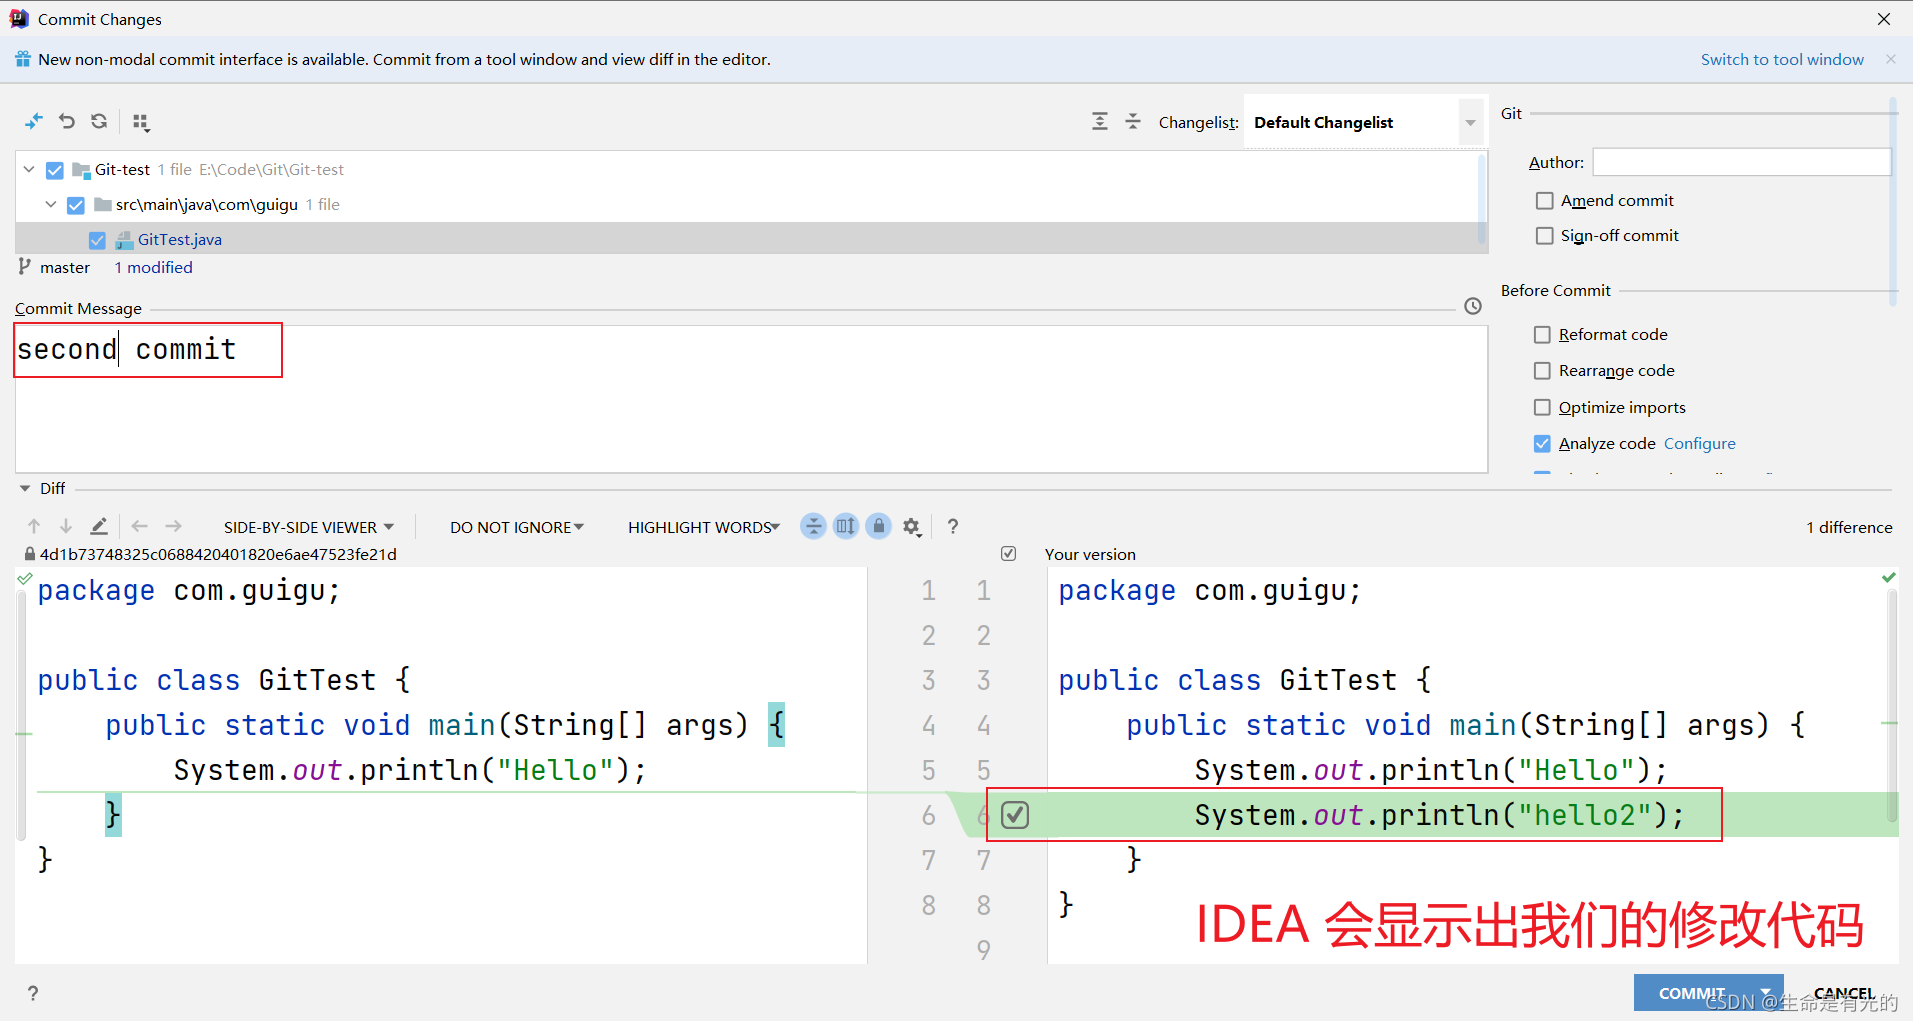 Commit Changes
New non-modal commit interface is available. Commit from a tool window and view diff in the editor.
Switch to tool window
Changelist: Default Changelist
Git-test 1 file E:\Code\Git\Git-test
src\main\java\com\guigu 1 file
GitTest.java
master 1 modified
Git
Author:
Amend commit
Sign-off commit
Commit Message
second commit
Before Commit
Reformat code
Rearrange code
Optimize imports
Analyze code Configure
Diff
SIDE-BY-SIDE VIEWER DO NOT IGNORE HIGHLIGHT WORDS ? 1 difference
4d1b73748325c0688420401820e6ae47523fe21d
Your version
package com.guigu;
public class GitTest {
public static void main(String[] args) {
System.out.println("Hello");
}
}
1 1
2 2
3 3
4 4
5 5
6 6
7 7
8 8
9
package com.guigu;
public class GitTest {
public static void main(String[] args) {
System.out.println("Hello");
System.out.println("hello2");
}
}
IDEA 会显示出我们的修改代码
?
COMMIT CANCEL
CSDN @生命是有光的